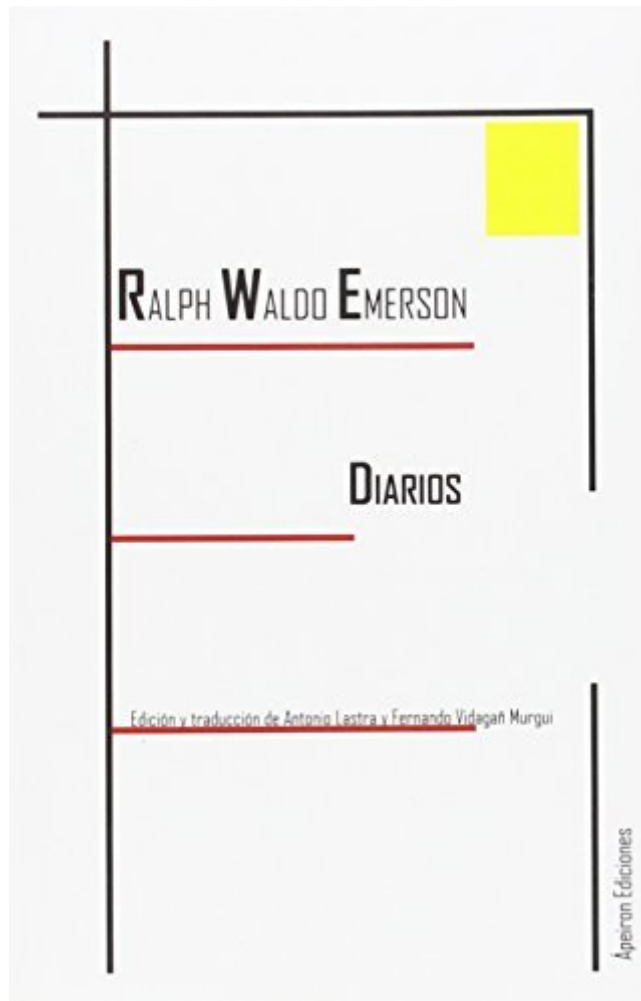 RALPH WALDO EMERSON
DIARIOS
Edición y traducción de Antonio Lastra y Fernando Vidagañ Murgui
Ápeiron Ediciones